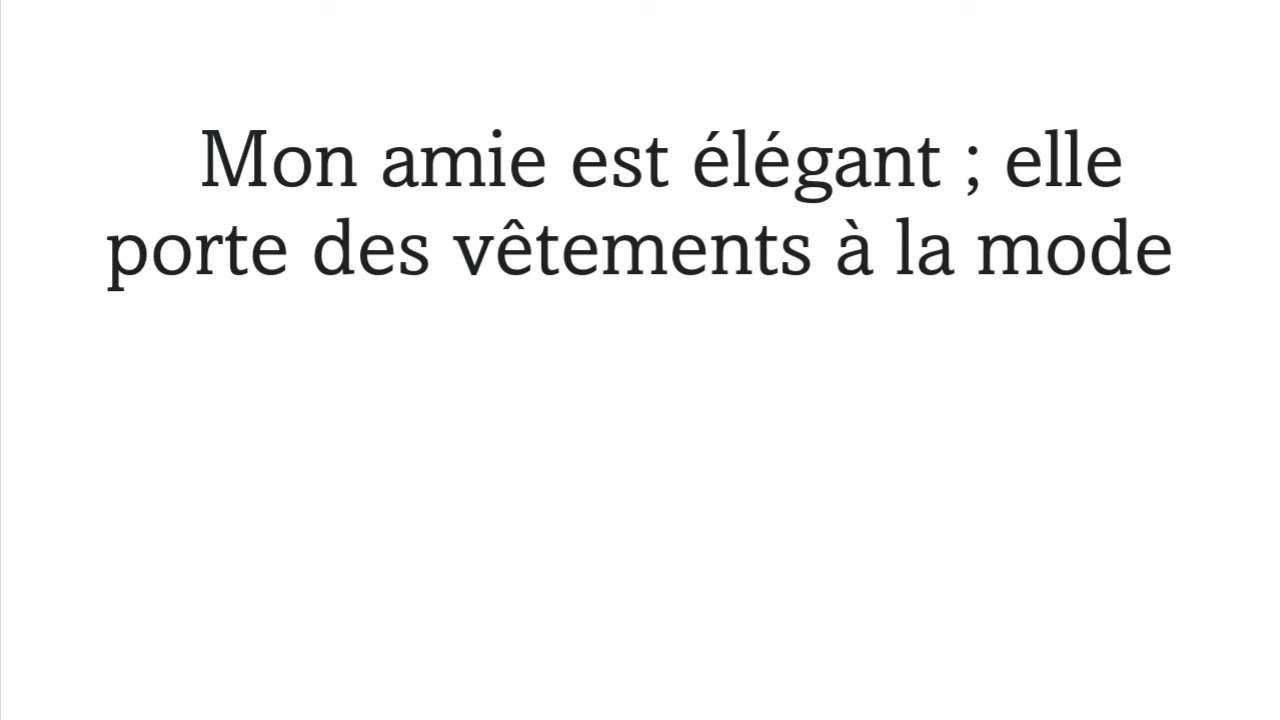 Mon amie est élégant ; elle
porte des vêtements à la mode